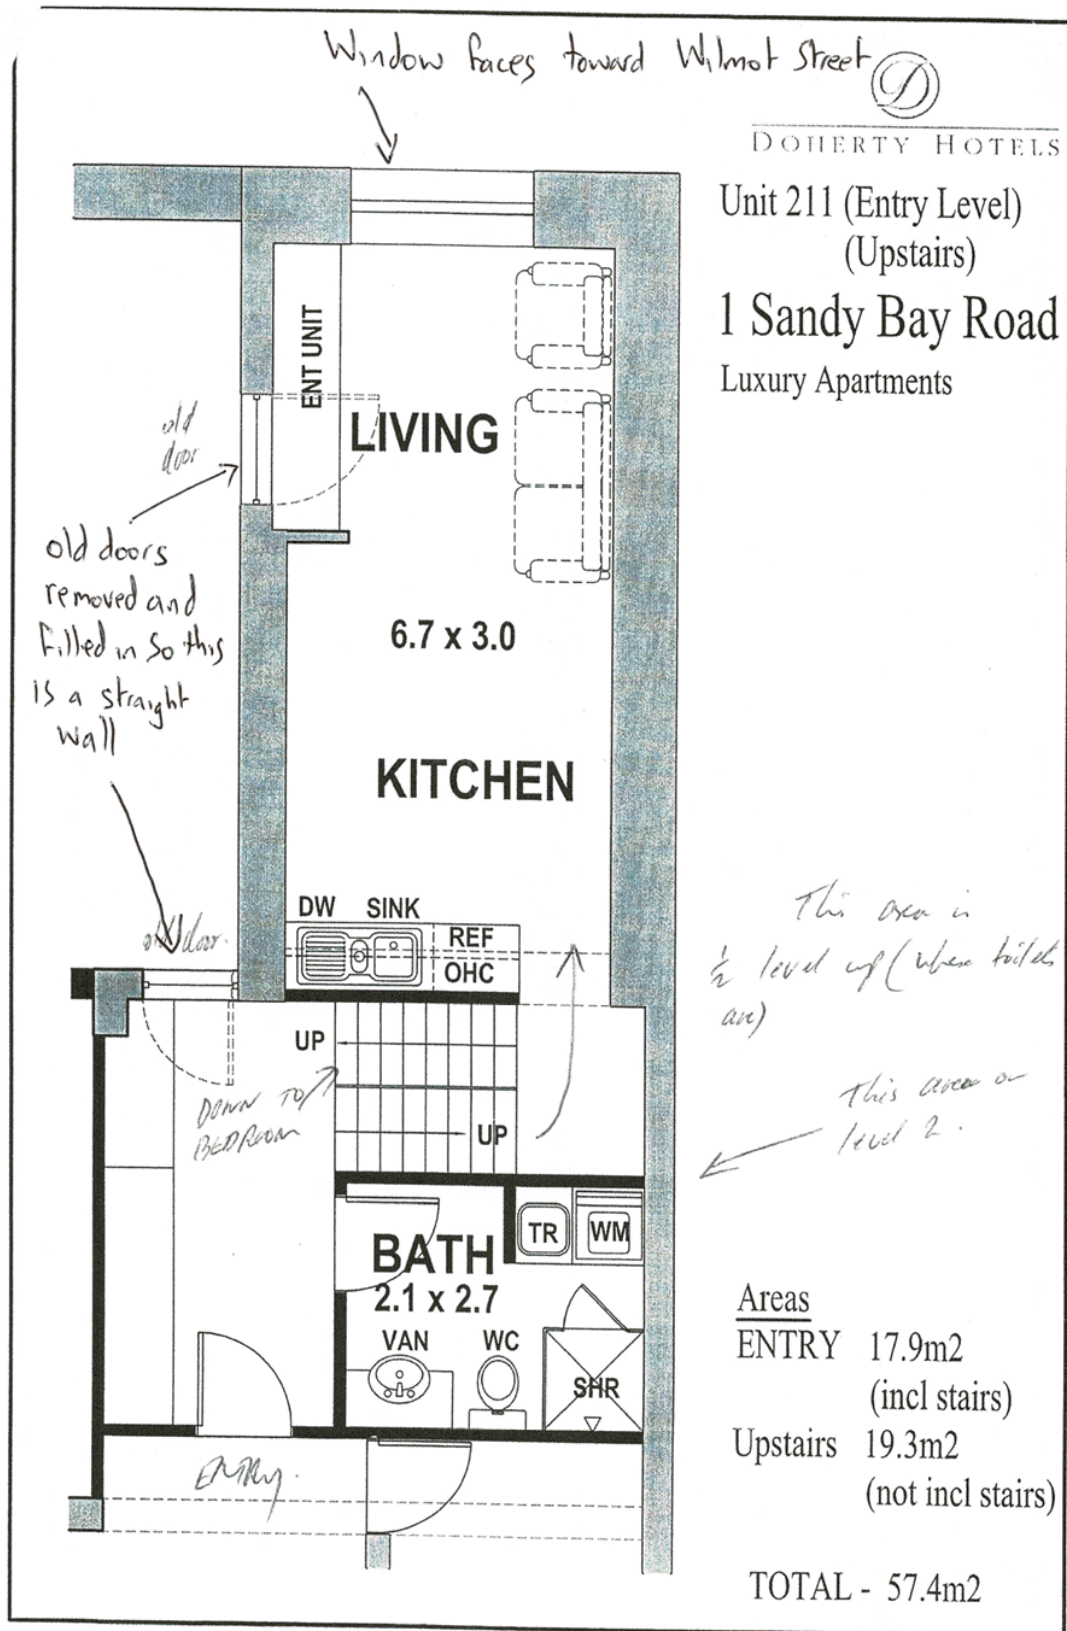 Window faces toward Wilmot Street
D
DOHERTY HOTELS
Unit 211 (Entry Level)
(Upstairs)
1 Sandy Bay Road
Luxury Apartments
ENT UNIT
LIVING
old
door
old doors
removed and
filled in so this
is a straight
wall
6.7 x 3.0
KITCHEN
DW SINK
REF
OHC
old door.
This area is
½ level up (where toilets
are)
UP
DOWN TO
BEDROOM
UP
This area on
level 2.
TR
WM
BATH
2.1 x 2.7
VAN
WC
SHR
ENTRY.
Areas
ENTRY 17.9m2
(incl stairs)
Upstairs 19.3m2
(not incl stairs)
TOTAL - 57.4m2